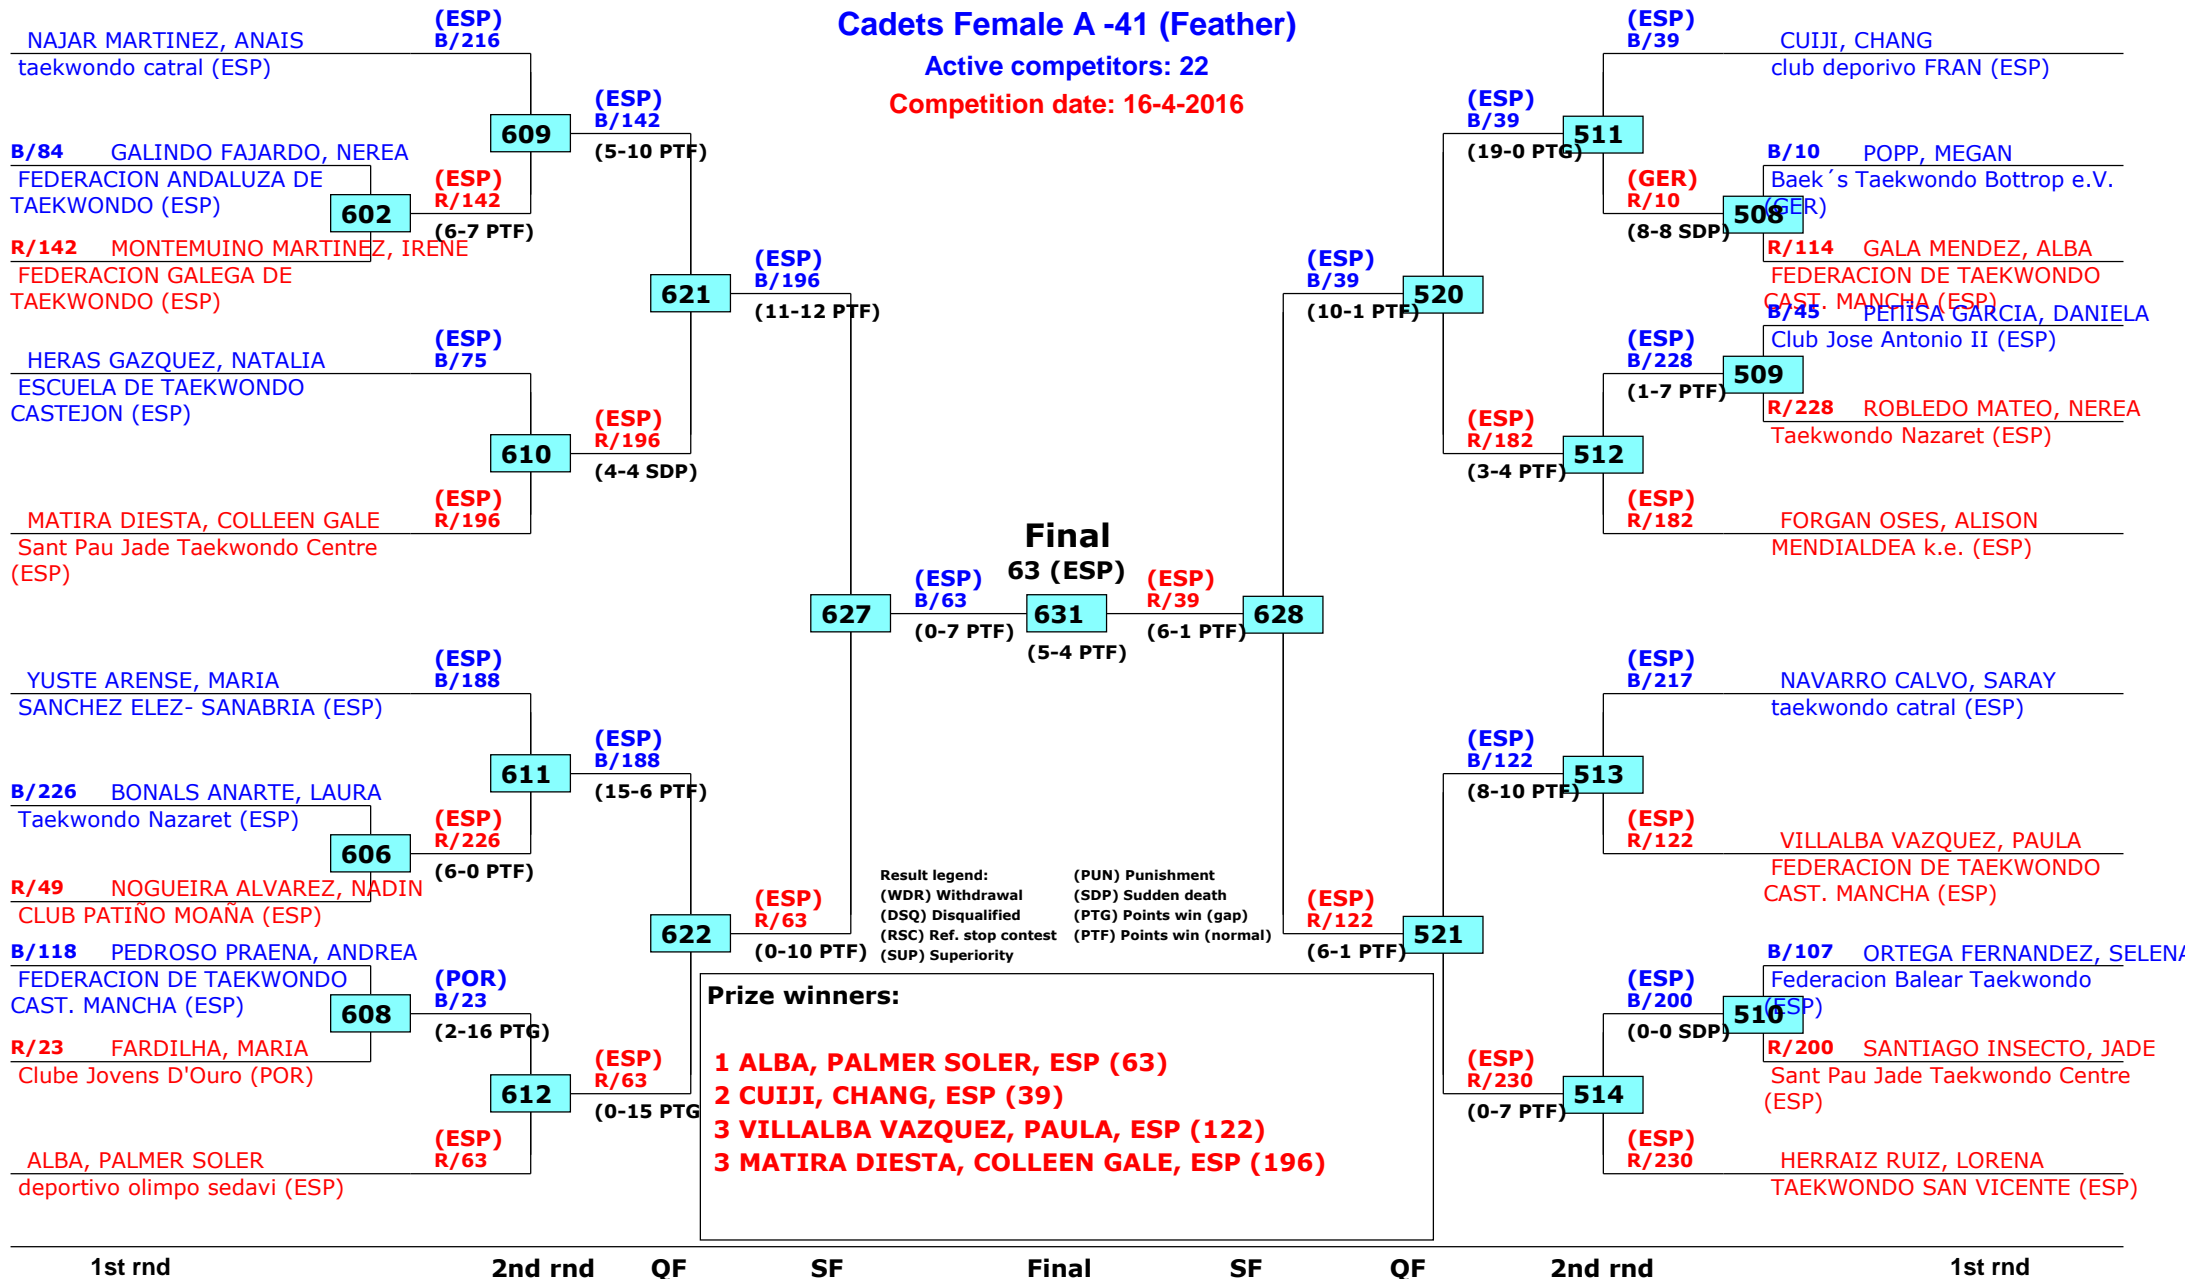 Cadets Female A -41 (Feather)
Active competitors: 22
Competition date: 16-4-2016
NAJAR MARTINEZ, ANAIS
taekwondo catral (ESP)
(ESP)
B/216
609
(ESP)
B/142
(5-10 PTF)
B/84 GALINDO FAJARDO, NEREA
FEDERACION ANDALUZA DE
TAEKWONDO (ESP)
602
(ESP)
R/142
(6-7 PTF)
R/142 MONTEMUINO MARTINEZ, IRENE
FEDERACION GALEGA DE
TAEKWONDO (ESP)
621
(ESP)
B/196
(11-12 PTF)
HERAS GAZQUEZ, NATALIA
ESCUELA DE TAEKWONDO
CASTEJON (ESP)
(ESP)
B/75
610
(ESP)
R/196
(4-4 SDP)
MATIRA DIESTA, COLLEEN GALE
Sant Pau Jade Taekwondo Centre
(ESP)
(ESP)
R/196
627
(ESP)
B/63
(0-7 PTF)
Final
63 (ESP)
631
(5-4 PTF)
(ESP)
R/39
(6-1 PTF)
628
YUSTE ARENSE, MARIA
SANCHEZ ELEZ- SANABRIA (ESP)
(ESP)
B/188
611
(ESP)
B/188
(15-6 PTF)
B/226 BONALS ANARTE, LAURA
Taekwondo Nazaret (ESP)
606
(ESP)
R/226
(6-0 PTF)
R/49 NOGUEIRA ALVAREZ, NADIN
CLUB PATIÑO MOAÑA (ESP)
622
(ESP)
R/63
(0-10 PTF)
B/118 PEDROSO PRAENA, ANDREA
FEDERACION DE TAEKWONDO
CAST. MANCHA (ESP)
608
(POR)
B/23
(2-16 PTG)
R/23 FARDILHA, MARIA
Clube Jovens D'Ouro (POR)
612
(ESP)
R/63
(0-15 PTG
ALBA, PALMER SOLER
deportivo olimpo sedavi (ESP)
(ESP)
R/63
(ESP)
B/39
CUIJI, CHANG
club deporivo FRAN (ESP)
(ESP)
B/39
(19-0 PTG)
511
B/10 POPP, MEGAN
Baek´s Taekwondo Bottrop e.V.
(GER)
(GER)
R/10
(8-8 SDP)
508
R/114 GALA MENDEZ, ALBA
FEDERACION DE TAEKWONDO
CAST. MANCHA (ESP)
(ESP)
B/39
(10-1 PTF)
520
B/45 GARCIA, DANIELA
Club Jose Antonio II (ESP)
(ESP)
B/228
(1-7 PTF)
509
R/228 ROBLEDO MATEO, NEREA
Taekwondo Nazaret (ESP)
(ESP)
R/182
(3-4 PTF)
512
(ESP)
R/182
FORGAN OSES, ALISON
MENDIALDEA k.e. (ESP)
(ESP)
B/217
NAVARRO CALVO, SARAY
taekwondo catral (ESP)
(ESP)
B/122
(8-10 PTF)
513
(ESP)
R/122
VILLALBA VAZQUEZ, PAULA
FEDERACION DE TAEKWONDO
CAST. MANCHA (ESP)
(ESP)
R/122
(6-1 PTF)
521
B/107 ORTEGA FERNANDEZ, SELENA
Federacion Balear Taekwondo
(ESP)
(ESP)
B/200
(0-0 SDP)
510
R/200 SANTIAGO INSECTO, JADE
Sant Pau Jade Taekwondo Centre
(ESP)
(ESP)
R/230
(0-7 PTF)
514
(ESP)
R/230
HERRAIZ RUIZ, LORENA
TAEKWONDO SAN VICENTE (ESP)
Result legend: (PUN) Punishment
(WDR) Withdrawal (SDP) Sudden death
(DSQ) Disqualified (PTG) Points win (gap)
(RSC) Ref. stop contest (PTF) Points win (normal)
(SUP) Superiority
Prize winners:
1 ALBA, PALMER SOLER, ESP (63)
2 CUIJI, CHANG, ESP (39)
3 VILLALBA VAZQUEZ, PAULA, ESP (122)
3 MATIRA DIESTA, COLLEEN GALE, ESP (196)
1st rnd 2nd rnd QF SF Final SF QF 2nd rnd 1st rnd